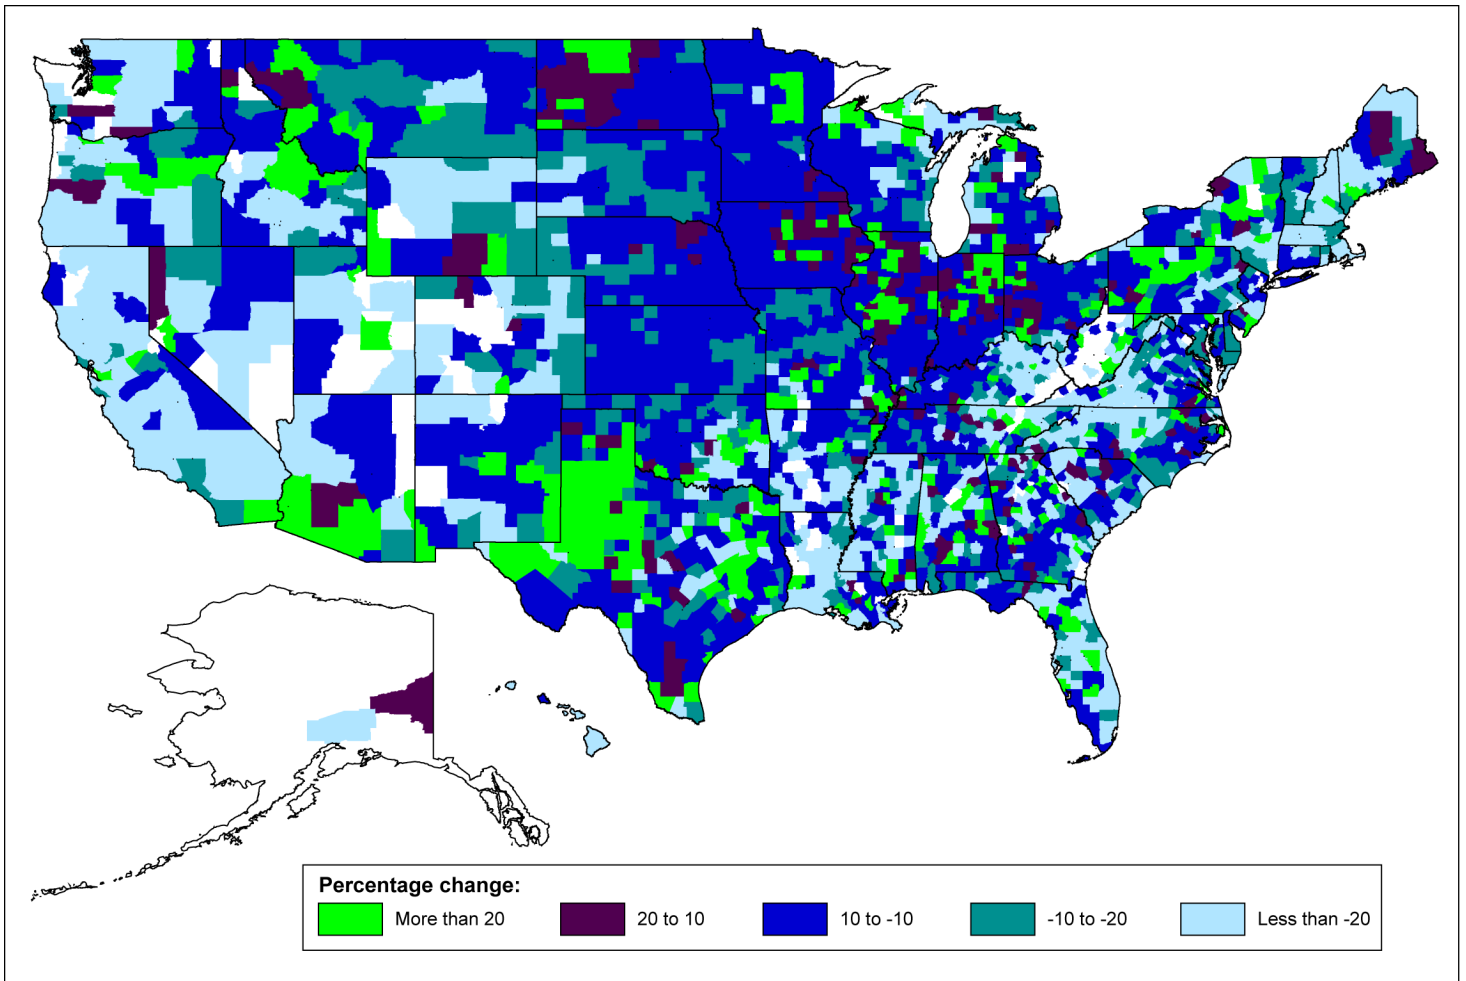 Percentage change:
More than 20
20 to 10
10 to -10
-10 to -20
Less than -20